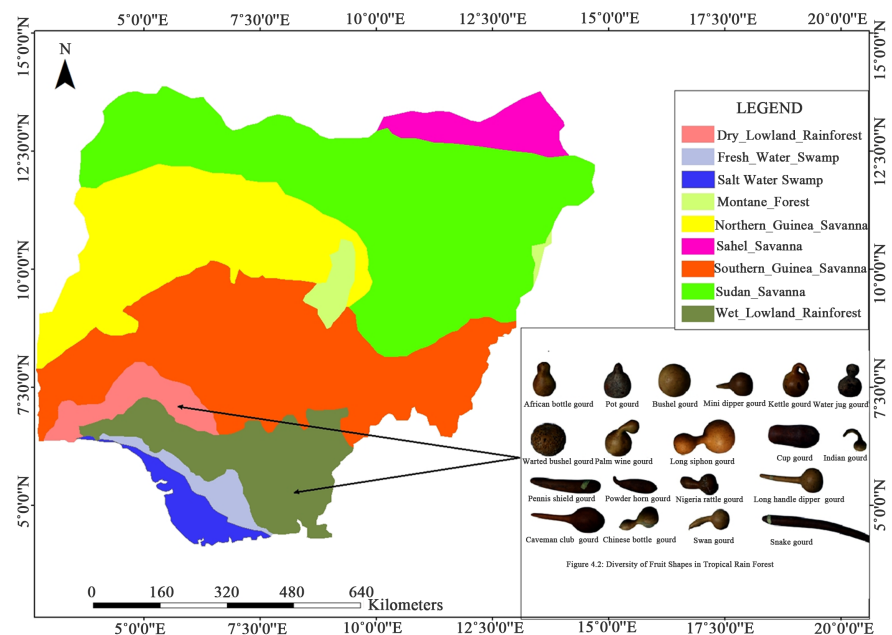 5°0'0"E 7°30'0"E 10°0'0"E 12°30'0"E 15°0'0"E 17°30'0"E 20°0'0"E
15°0'0"N
12°30'0"N
10°0'0"N
7°30'0"N
5°0'0"N
N
LEGEND
Dry_Lowland_Rainforest
Fresh_Water_Swamp
Salt Water Swamp
Montane_Forest
Northern_Guinea_Savanna
Sahel_Savanna
Southern_Guinea_Savanna
Sudan_Savanna
Wet_Lowland_Rainforest
15°0'0"N
12°30'0"N
10°0'0"N
7°30'0"N
5°0'0"N
African bottle gourd Pot gourd Bushel gourd Mini dipper gourd Kettle gourd Water jug gourd
Warted bushel gourd Palm wine gourd Long siphon gourd Cup gourd Indian gourd
Pennis shield gourd Powder horn gourd Nigeria rattle gourd Long handle dipper gourd
Caveman club gourd Chinese bottle gourd Swan gourd Snake gourd
Figure 4.2: Diversity of Fruit Shapes in Tropical Rain Forest
0 160 320 480 640
Kilometers
5°0'0"E 7°30'0"E 10°0'0"E 12°30'0"E 15°0'0"E 17°30'0"E 20°0'0"E